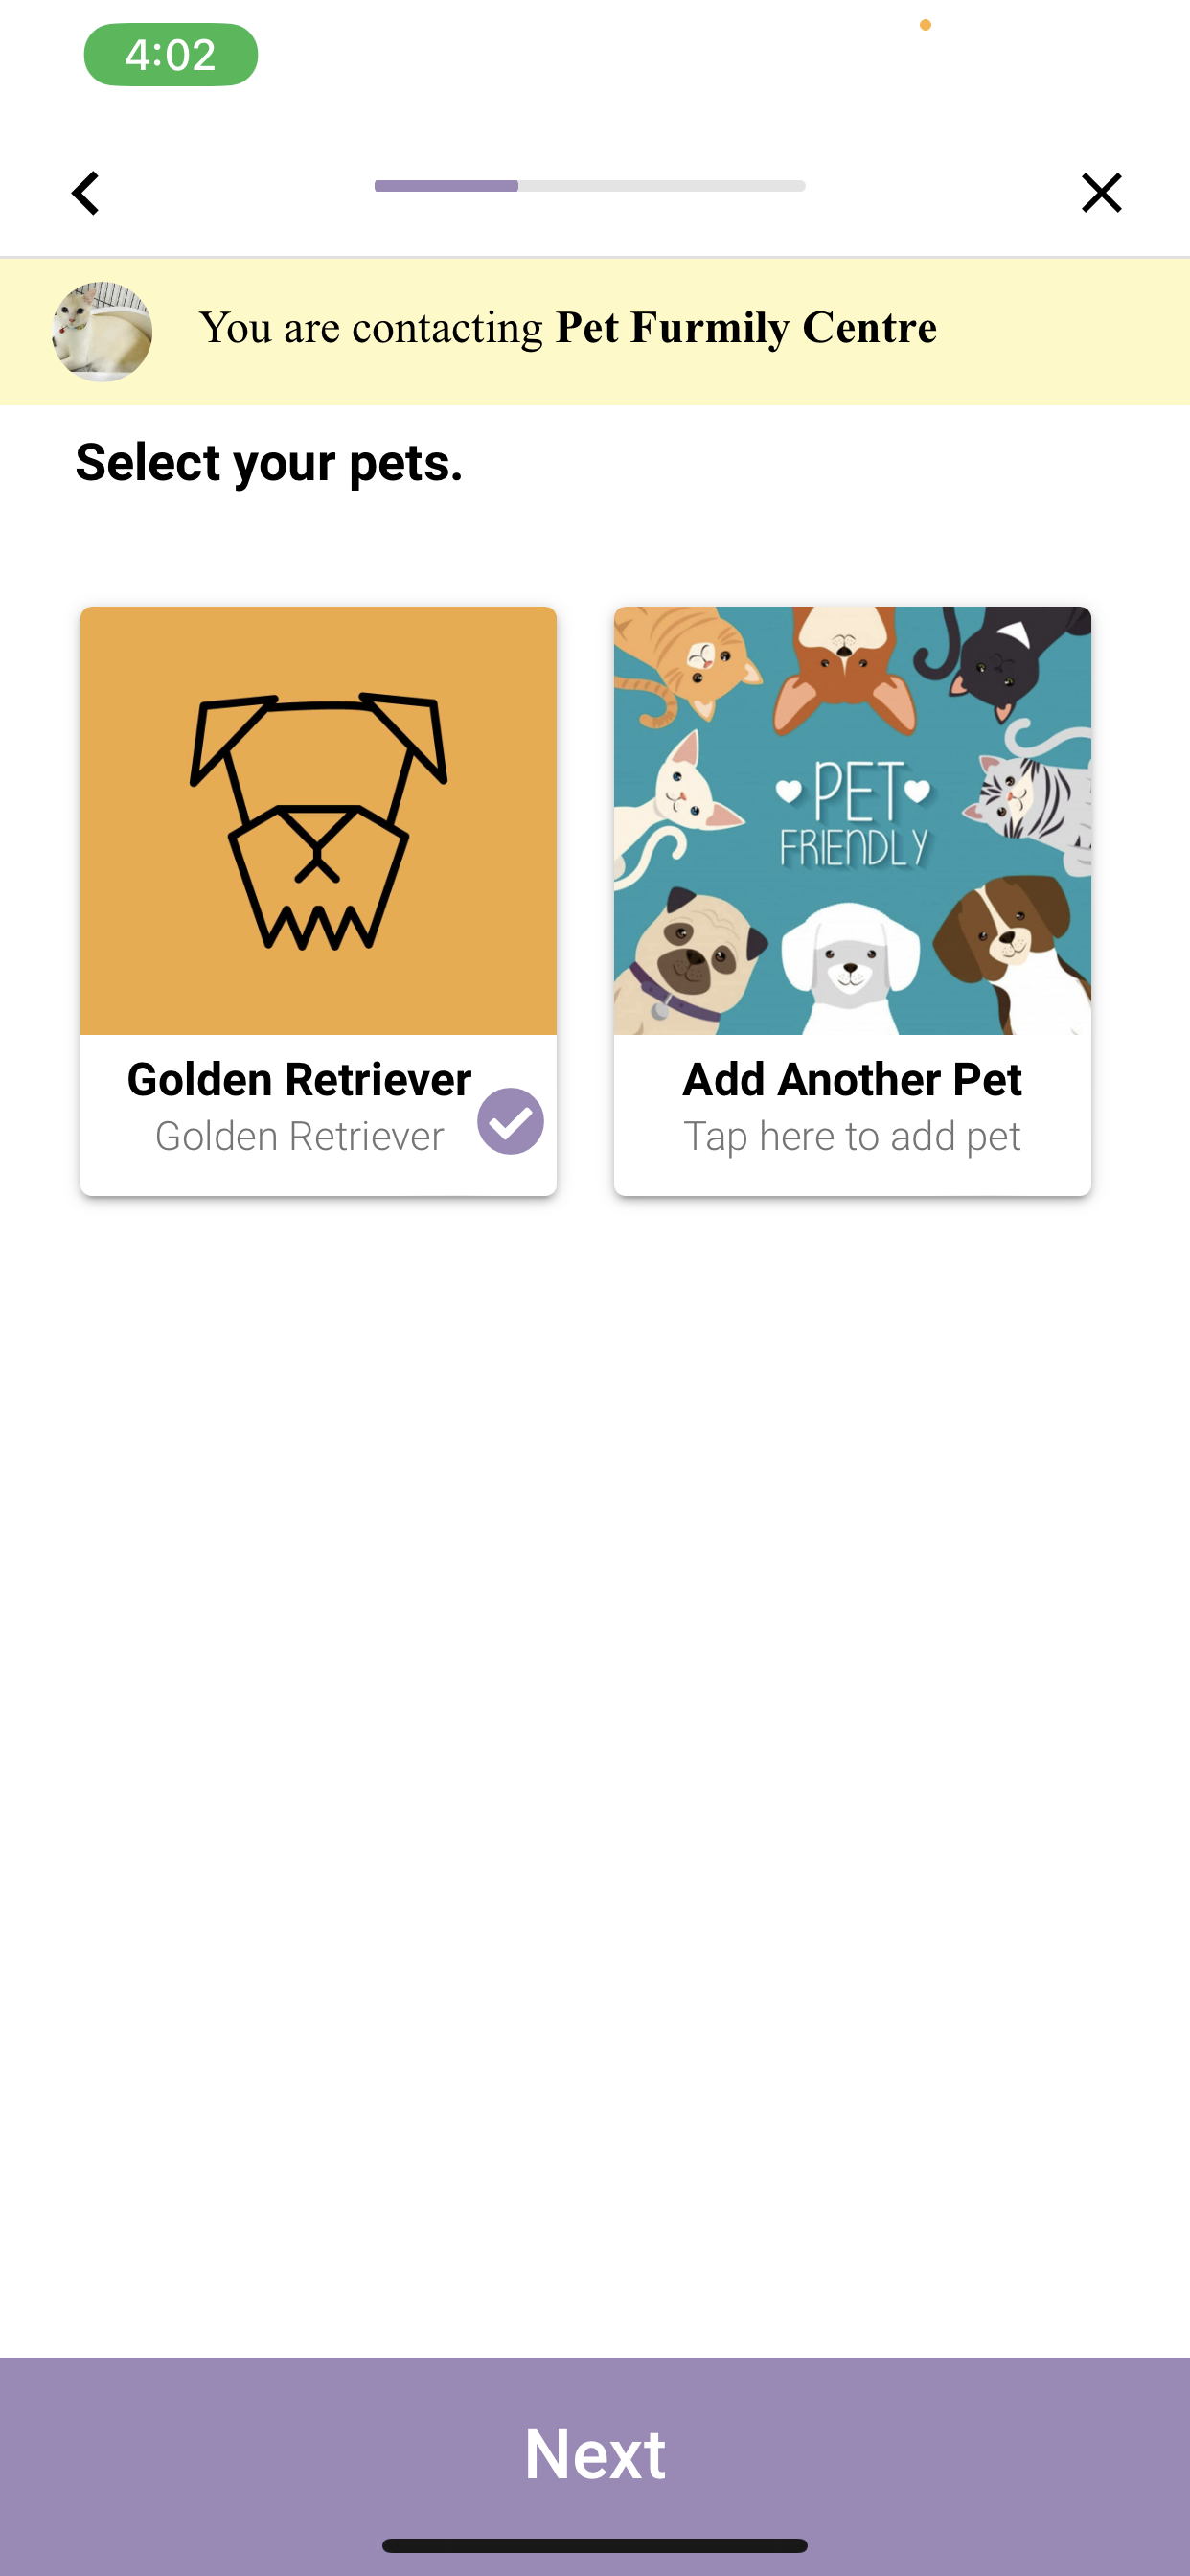 4:02
You are contacting Pet Furmily Centre
Select your pets.
PET
FRIENDLY
Golden Retriever
Golden Retriever
Add Another Pet
Tap here to add pet
Next